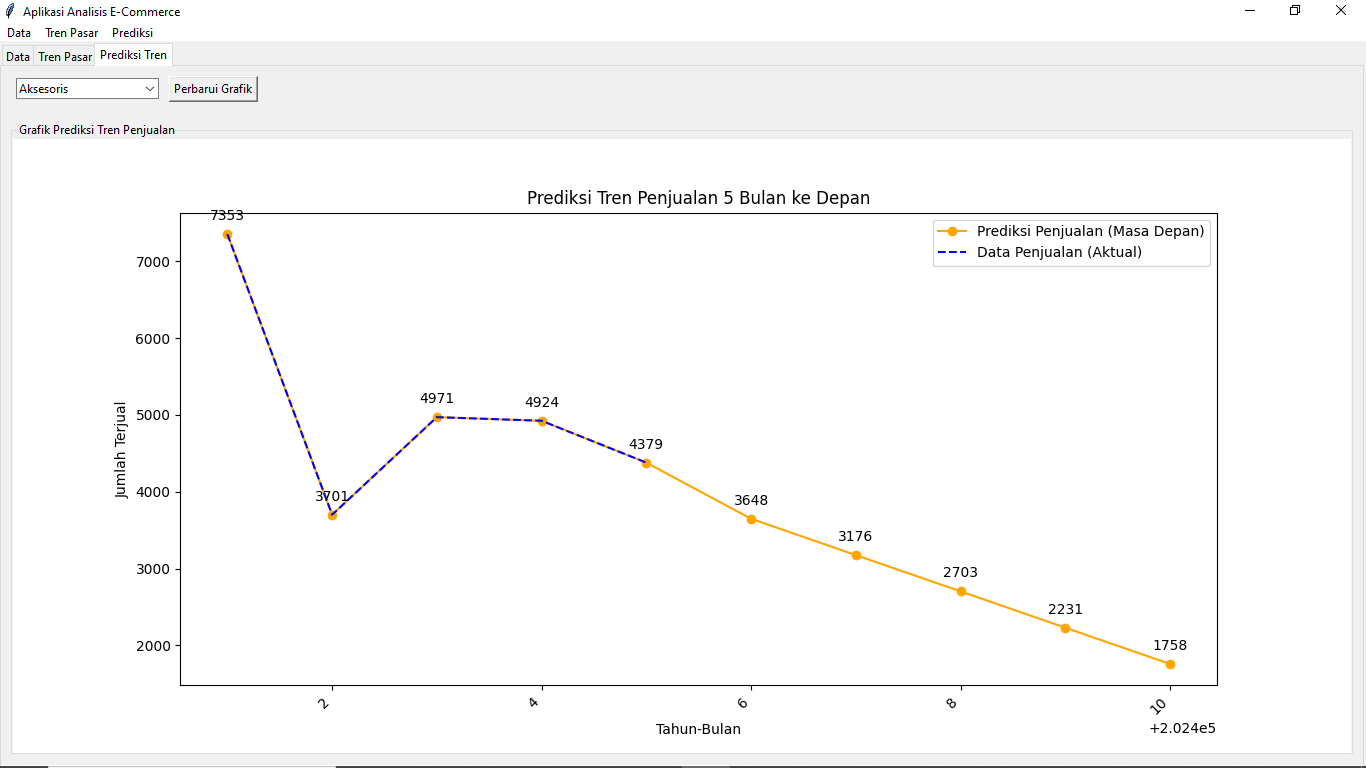 Aplikasi Analisis E-Commerce
Data Tren Pasar Prediksi
Data Tren Pasar Prediksi Tren
Aksesoris Perbarui Grafik
Grafik Prediksi Tren Penjualan
Prediksi Tren Penjualan 5 Bulan ke Depan
Prediksi Penjualan (Masa Depan)
Data Penjualan (Aktual)
7353
3701
4971
4924
4379
3648
3176
2703
2231
1758
7000
6000
5000
4000
3000
2000
Jumlah Terjual
2 4 6 8 10
Tahun-Bulan
+2.024e5